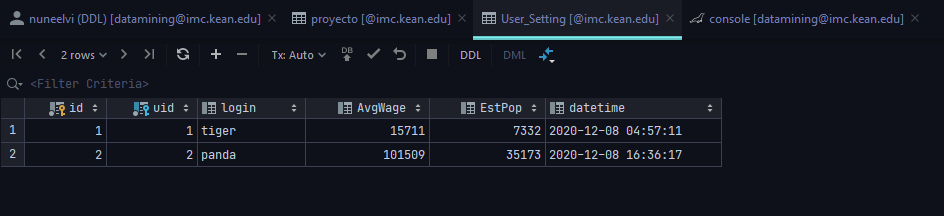 nuneelvi (DDL) [datamining@imc.kean.edu] proyecto [@imc.kean.edu] User_Setting [@imc.kean.edu] console [datamining@imc.kean.edu]
2 rows Tx: Auto DB DDL DML
<Filter Criteria>
id uid login AvgWage EstPop datetime
1 1 1 tiger 15711 7332 2020-12-08 04:57:11
2 2 2 panda 101509 35173 2020-12-08 16:36:17